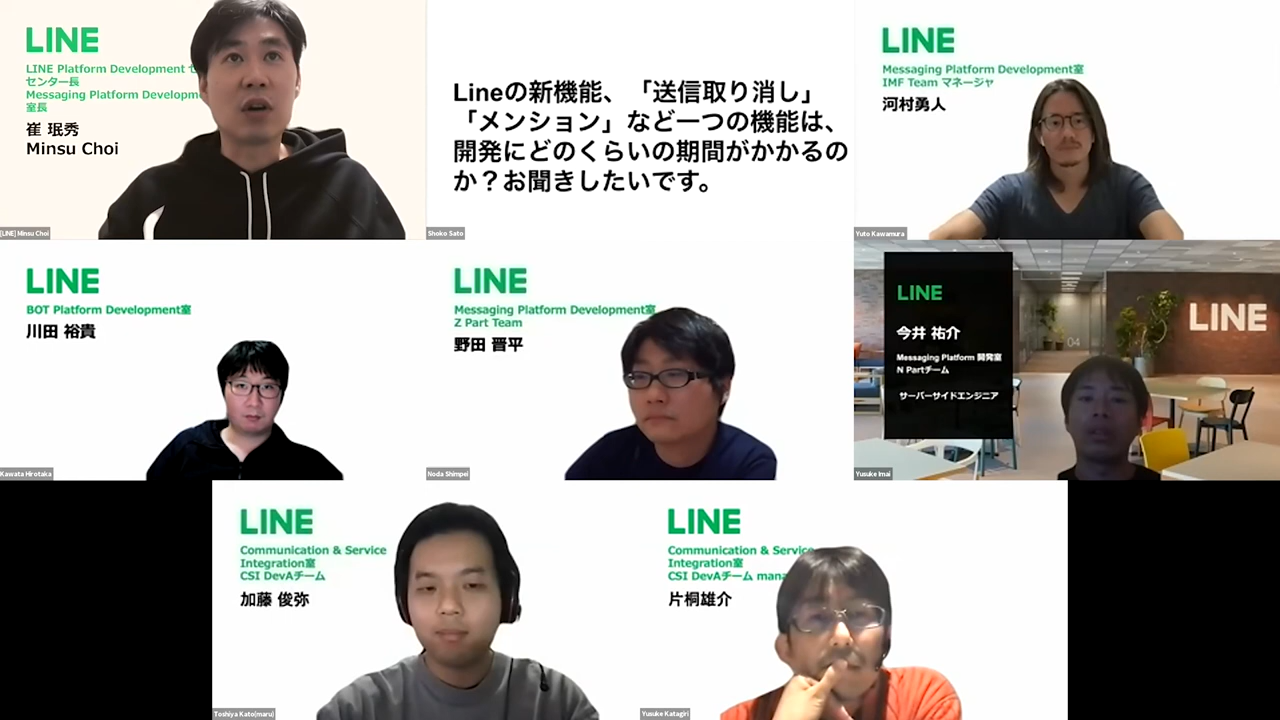 LINE
LINE Platform Development セ
センター長
Messaging Platform Developm
室長
崔 珉秀
Minsu Choi
[LINE] Minsu Choi
Lineの新機能、「送信取り消し」
「メンション」など一つの機能は、
開発にどのくらいの期間がかかるの
か？お聞きしたいです。
Shoko Sato
LINE
Messaging Platform Development室
IMF Team マネージャ
河村勇人
Yuto Kawamura
LINE
BOT Platform Development室
川田 裕貴
Kawata Hirotaka
LINE
Messaging Platform Development室
Z Part Team
野田 晋平
Noda Shimpei
LINE
今井 祐介
Messaging Platform 開発室
N Partチーム
サーバーサイドエンジニア
04
LINE
Yusuke Imai
LINE
Communication & Service
Integration室
CSI DevAチーム
加藤 俊弥
Toshiya Kato(maru)
LINE
Communication & Service
Integration室
CSI DevAチーム mana
片桐雄介
Yusuke Katagiri